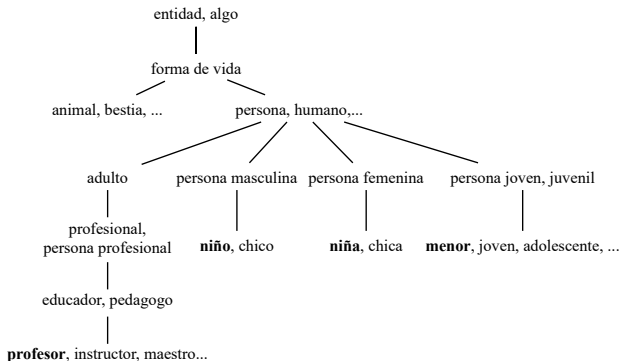 entidad, algo
forma de vida
animal, bestia, ...
persona, humano,...
adulto
persona masculina
persona femenina
persona joven, juvenil
profesional,
persona profesional
niño, chico
niña, chica
menor, joven, adolescente, ...
educador, pedagogo
profesor, instructor, maestro...